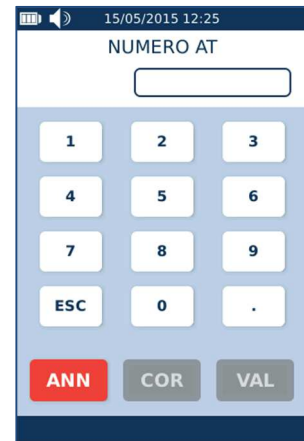 15/05/2015 12:25
NUMERO AT
1 2 3
4 5 6
7 8 9
ESC 0 .
ANN COR VAL